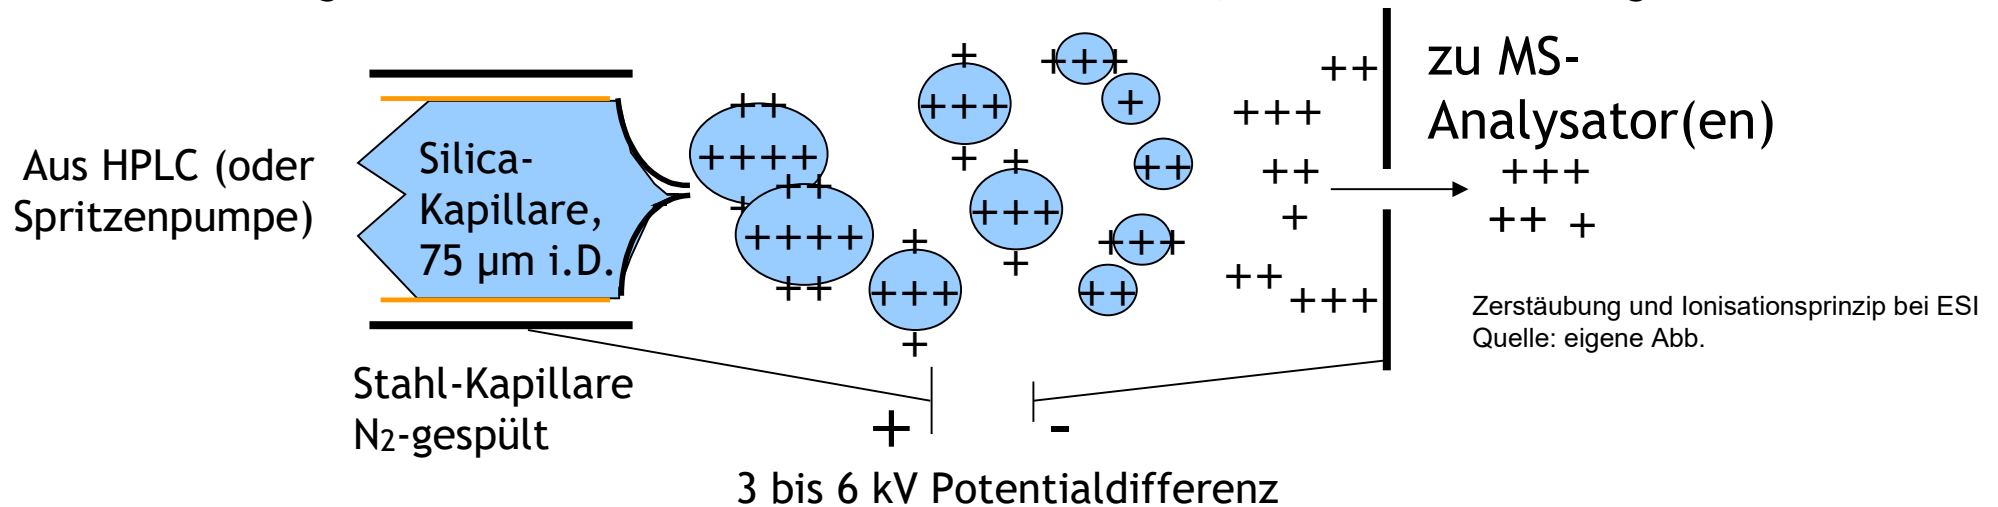 Aus HPLC (oder
Spritzenpumpe)
Silica-
Kapillare,
75 µm i.D.
Stahl-Kapillare
N2-gespült
++
++++
++
++++
++
+
+++
+
+
+++
+
+
+++
+
+++
+
++
+++
++
++
+++
++
+
++
+++
zu MS-
Analysator(en)
+++
++ +
Zerstäubung und Ionisationsprinzip bei ESI
Quelle: eigene Abb.
+ -
3 bis 6 kV Potentialdifferenz